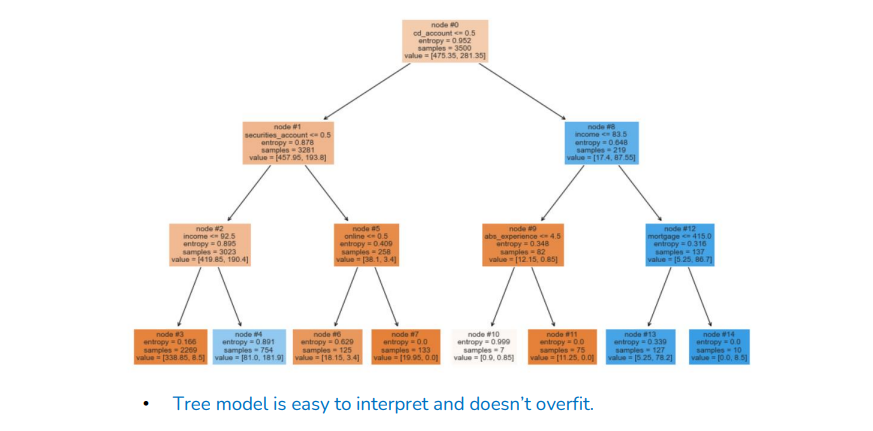 node #0
cd_account <= 0.5
entropy = 0.952
samples = 3500
value = [475.35, 281.35]
node #1
securities_account <= 0.5
entropy = 0.878
samples = 3281
value = [457.95, 193.8]
node #8
income <= 83.5
entropy = 0.648
samples = 219
value = [17.4, 87.55]
node #2
income <= 92.5
entropy = 0.895
samples = 3023
value = [419.85, 190.4]
node #5
online <= 0.5
entropy = 0.409
samples = 258
value = [38.1, 3.4]
node #9
abs_experience <= 4.5
entropy = 0.348
samples = 82
value = [12.15, 0.85]
node #12
mortgage <= 415.0
entropy = 0.316
samples = 137
value = [5.25, 86.7]
node #3
entropy = 0.166
samples = 2269
value = [338.85, 8.5]
node #4
entropy = 0.891
samples = 754
value = [81.0, 181.9]
node #6
entropy = 0.629
samples = 125
value = [18.15, 3.4]
node #7
entropy = 0.0
samples = 133
value = [19.95, 0.0]
node #10
entropy = 0.999
samples = 7
value = [0.9, 0.85]
node #11
entropy = 0.0
samples = 75
value = [11.25, 0.0]
node #13
entropy = 0.339
samples = 127
value = [5.25, 78.2]
node #14
entropy = 0.0
samples = 10
value = [0.0, 8.5]
• Tree model is easy to interpret and doesn’t overfit.